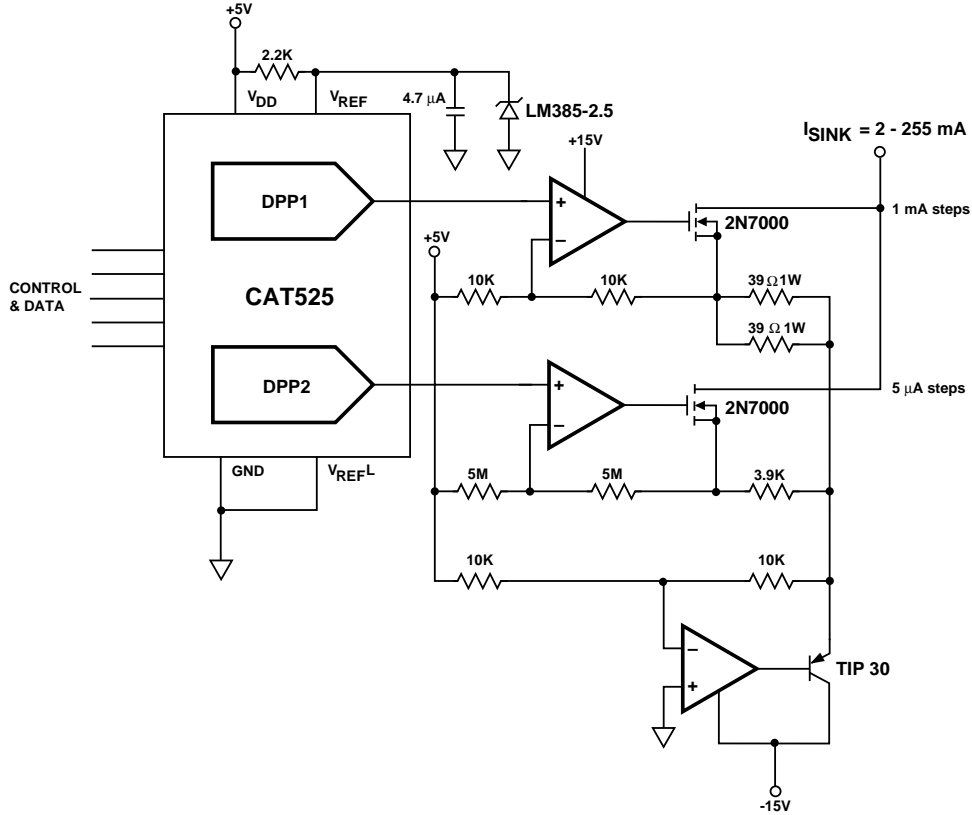 +5V
2.2K
VDD
VREF
4.7 µA
LM385-2.5
ISINK = 2 - 255 mA
+15V
DPP1
+
−
2N7000
1 mA steps
+5V
CONTROL
& DATA
CAT525
10K
10K
39 Ω 1W
39 Ω 1W
DPP2
+
−
2N7000
5 µA steps
GND
VREFL
5M
5M
3.9K
10K
10K
−
+
TIP 30
-15V